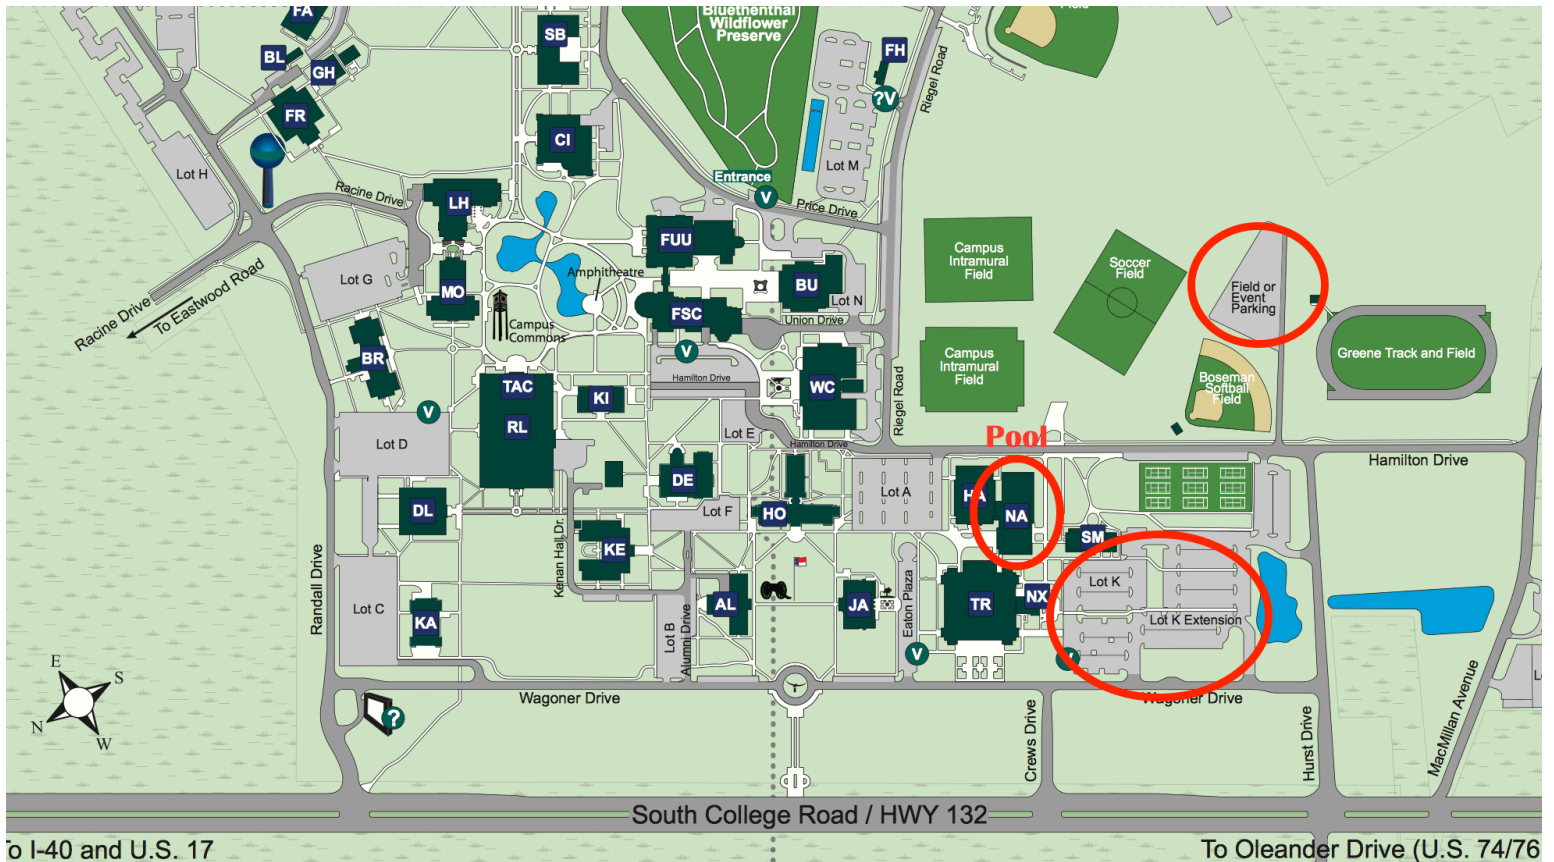 FA
SB
Bluethenthal
Wildflower
Preserve
Field
FH
BL
GH
?V
Riegel Road
FR
CI
Lot H
Lot M
Entrance
V
Racine Drive
LH
Price Drive
FUU
Campus
Intramural
Field
Soccer
Field
Amphitheatre
Lot G
MO
BU
Lot N
Field or
Event
Parking
Racine Drive
To Eastwood Road
FSC
Union Drive
Campus
Commons
BR
V
Campus
Intramural
Field
Greene Track and Field
TAC
Hamilton Drive
WC
Boseman
Softball
Field
KI
Riegel Road
V
RL
Lot E
Lot D
Hamilton Drive
Pool
Hamilton Drive
DE
Lot A
HA
NA
DL
Lot F
HO
SM
Kenan Hall Dr.
KE
Lot K
Randall Drive
Lot C
KA
AL
JA
Eaton Plaza
TR
NX
Lot K Extension
Lot B
Alumni Drive
V
V
E
S
N
W
Wagoner Drive
Wagoner Drive
?
Crews Drive
Hurst Drive
MacMillan Avenue
South College Road / HWY 132
To I-40 and U.S. 17
To Oleander Drive (U.S. 74/76